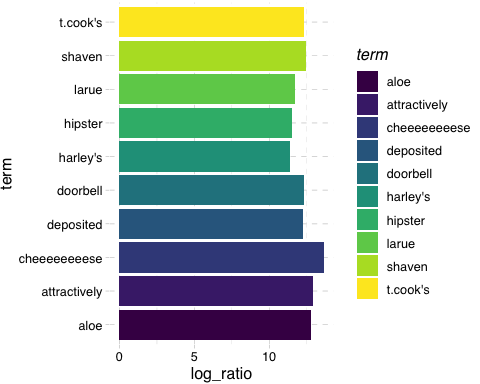 term
t.cook's
shaven
larue
hipster
harley's
doorbell
deposited
cheeeeeeeese
attractively
aloe
0 5 10
log_ratio
term
aloe
attractively
cheeeeeeeese
deposited
doorbell
harley's
hipster
larue
shaven
t.cook's